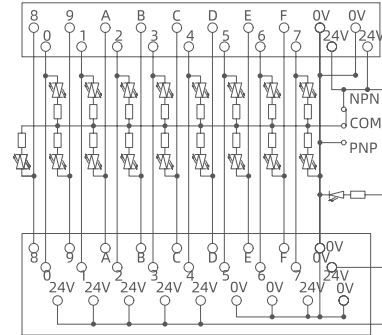 8 9 A B C D E F 0V 0V
0 1 2 3 4 5 6 7 24V 24V
NPN
COM
PNP
8 9 A B C D E F 0V 0V
0 1 2 3 4 5 6 7 24V
24V 24V 24V 24V 24V 0V 0V 0V 0V